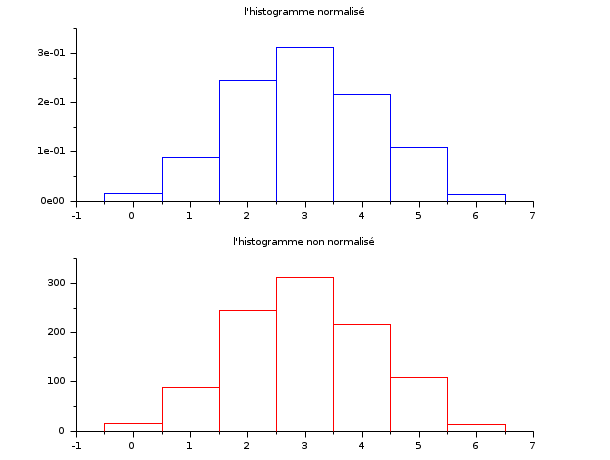 l'histogramme normalisé
3e-01
2e-01
1e-01
0e00
-1 0 1 2 3 4 5 6 7
l'histogramme non normalisé
300
200
100
0
-1 0 1 2 3 4 5 6 7